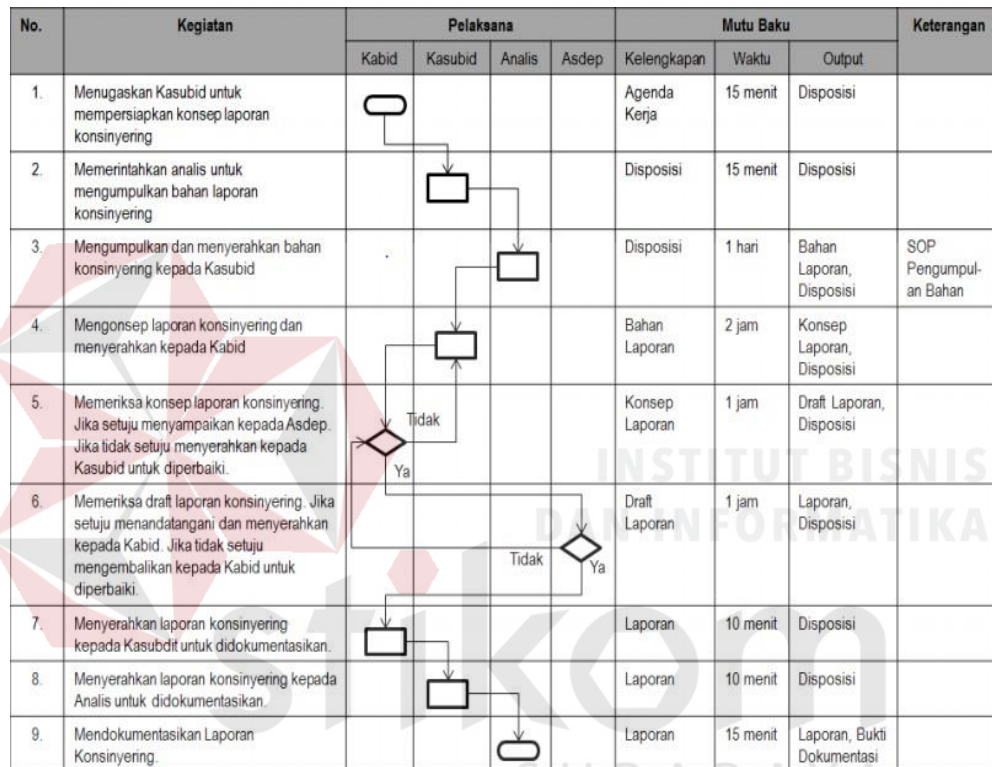 No.
Kegiatan
Pelaksana
Mutu Baku
Keterangan
Kabid
Kasubid
Analis
Asdep
Kelengkapan
Waktu
Output
1.
Menugaskan Kasubid untuk
mempersiapkan konsep laporan
konsinyering
Agenda
Kerja
15 menit
Disposisi
2.
Memerintahkan analis untuk
mengumpulkan bahan laporan
konsinyering
Disposisi
15 menit
Disposisi
3.
Mengumpulkan dan menyerahkan bahan
konsinyering kepada Kasubid
Disposisi
1 hari
Bahan
Laporan,
Disposisi
SOP
Pengumpul-
an Bahan
4.
Mengonsep laporan konsinyering dan
menyerahkan kepada Kabid
Bahan
Laporan
2 jam
Konsep
Laporan,
Disposisi
5.
Memeriksa konsep laporan konsinyering.
Jika setuju menyampaikan kepada Asdep.
Jika tidak setuju menyerahkan kepada
Kasubid untuk diperbaiki.
Tidak
Ya
Konsep
Laporan
1 jam
Draft Laporan,
Disposisi
6.
Memeriksa draft laporan konsinyering. Jika
setuju menandatangani dan menyerahkan
kepada Kabid. Jika tidak setuju
mengembalikan kepada Kabid untuk
diperbaiki.
Tidak
Ya
Draft
Laporan
1 jam
Laporan,
Disposisi
7.
Menyerahkan laporan konsinyering
kepada Kasubdit untuk didokumentasikan.
Laporan
10 menit
Disposisi
8.
Menyerahkan laporan konsinyering kepada
Analis untuk didokumentasikan.
Laporan
10 menit
Disposisi
9.
Mendokumentasikan Laporan
Konsinyering.
Laporan
15 menit
Laporan, Bukti
Dokumentasi
INSTITUT BISNIS
DAN INFORMATIKA
stikom